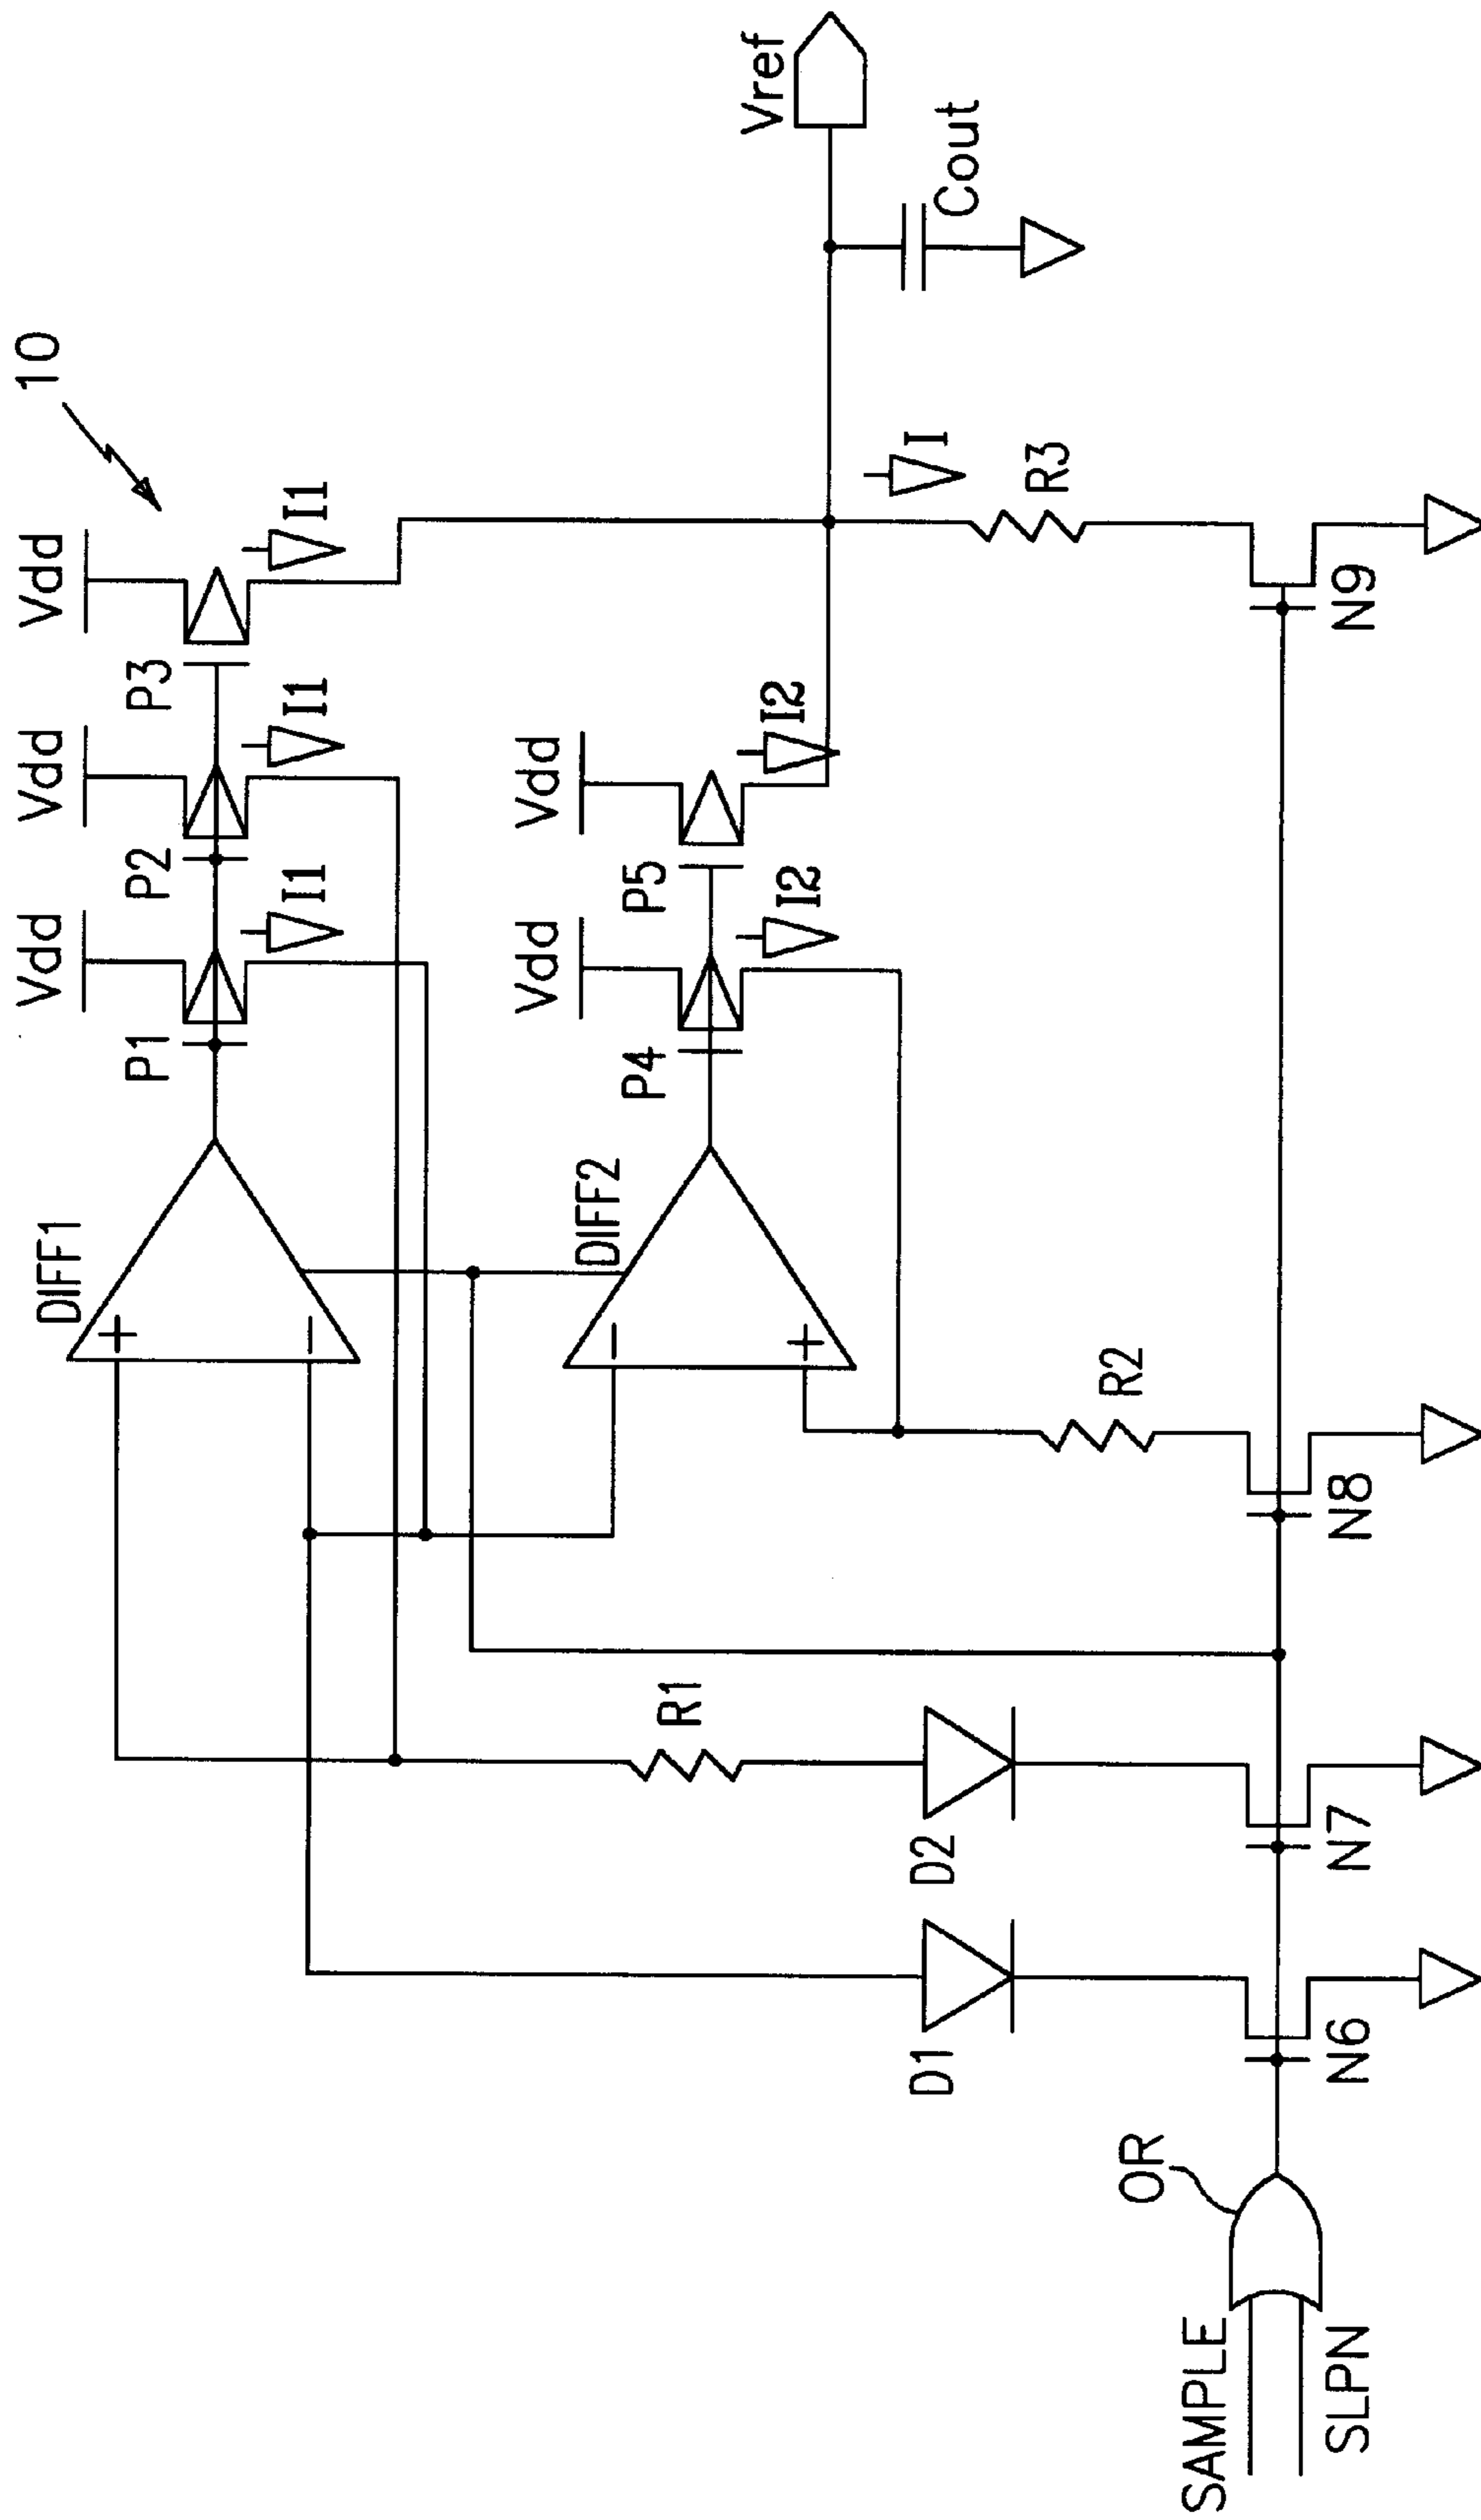 10
Vdd
Vdd
Vdd
P1
P2
P3
I1
I1
I1
DIFF1
+
−
Vdd
Vdd
DIFF2
P4
P5
I2
I2
−
+
Vref
Cout
I
R1
R2
R3
D1
D2
OR
SAMPLE
SLPN
N6
N7
N8
N9